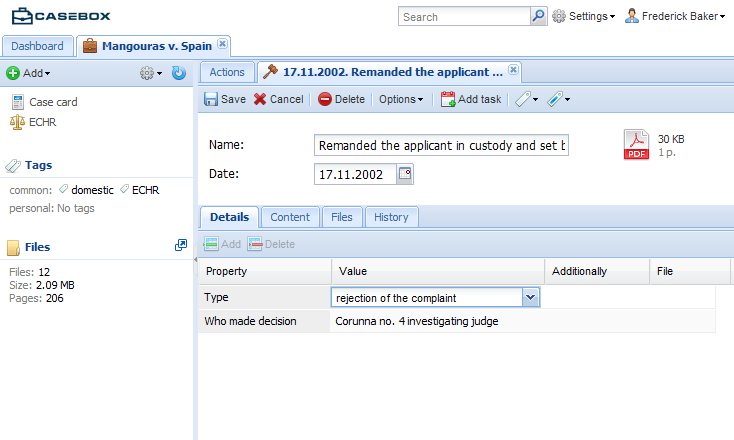 CASEBOX
Search
Settings
Frederick Baker
Dashboard
Mangouras v. Spain
Add
Case card
ECHR
Tags
common: domestic ECHR
personal: No tags
Files
Files: 12
Size: 2.09 MB
Pages: 206
Actions
17.11.2002. Remanded the applicant ...
Save Cancel Delete Options Add task
Name: Remanded the applicant in custody and set b
Date: 17.11.2002
PDF
30 KB
1 p.
Details Content Files History
Add Delete
Property Value Additionally File
Type rejection of the complaint
Who made decision Corunna no. 4 investigating judge